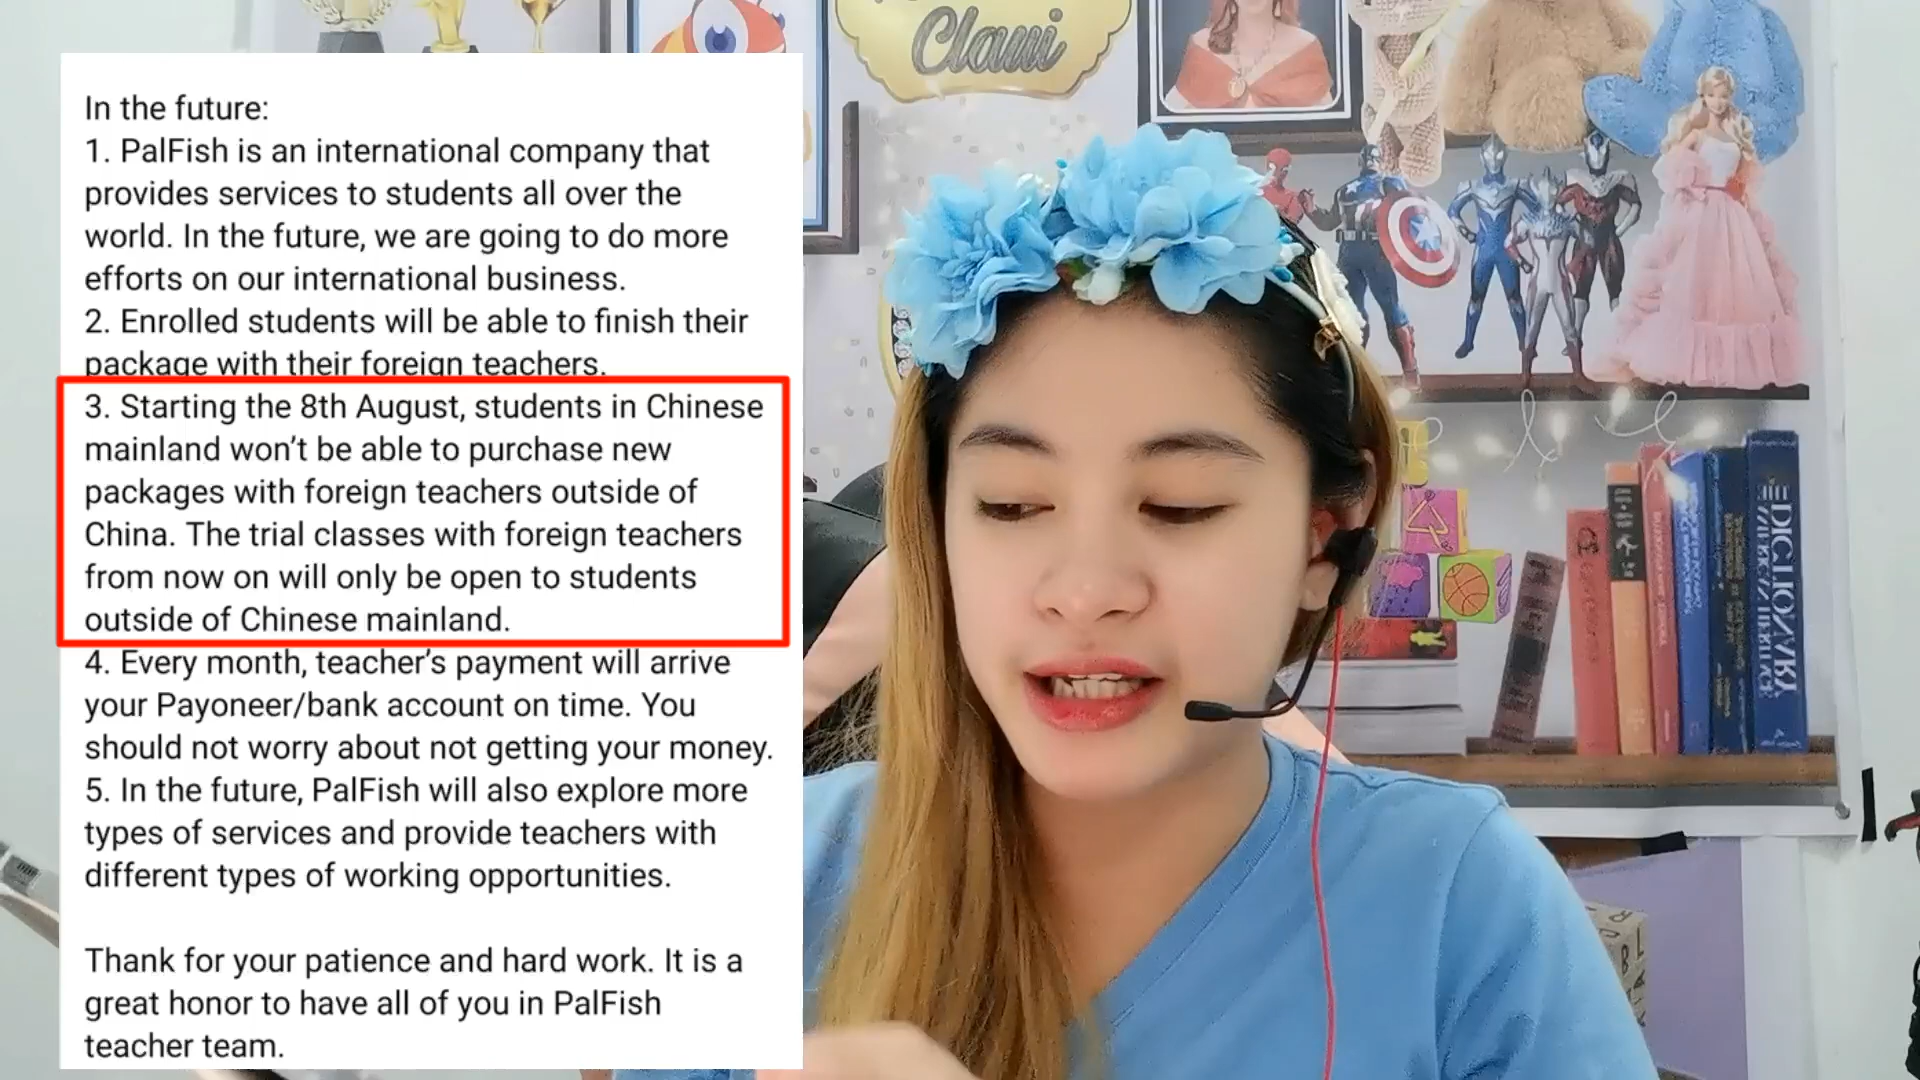 Claui
In the future:
1. PalFish is an international company that
provides services to students all over the
world. In the future, we are going to do more
efforts on our international business.
2. Enrolled students will be able to finish their
package with their foreign teachers.
3. Starting the 8th August, students in Chinese
mainland won’t be able to purchase new
packages with foreign teachers outside of
China. The trial classes with foreign teachers
from now on will only be open to students
outside of Chinese mainland.
4. Every month, teacher’s payment will arrive
your Payoneer/bank account on time. You
should not worry about not getting your money.
5. In the future, PalFish will also explore more
types of services and provide teachers with
different types of working opportunities.
Thank for your patience and hard work. It is a
great honor to have all of you in PalFish
teacher team.
DICTIONARY